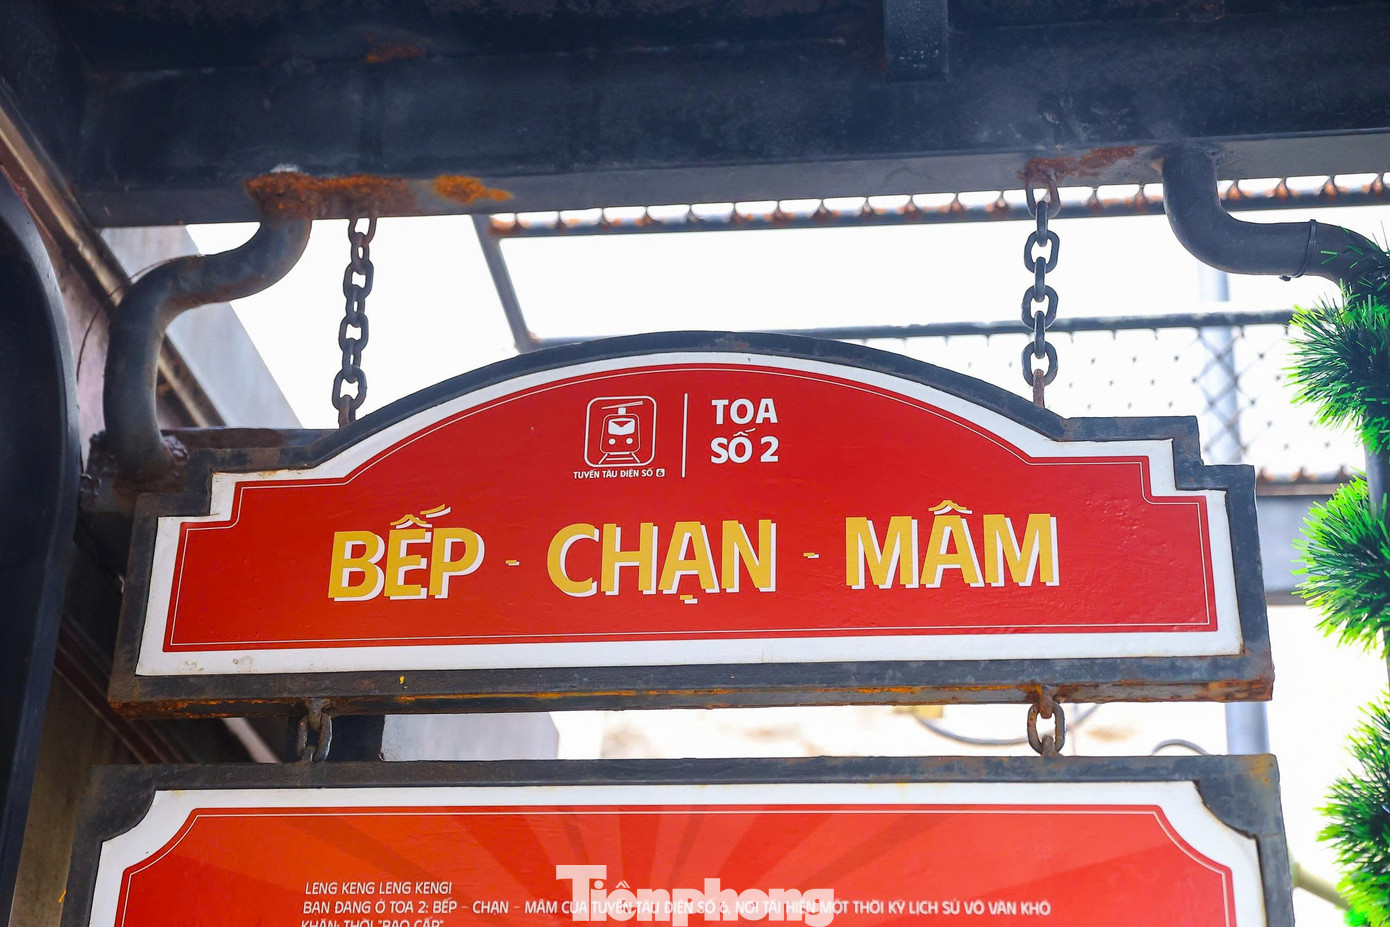 TUYẾN TÀU ĐIỆN SỐ 6
TOA
SỐ 2
BẾP - CHẠN - MÂM
LENG KENG LENG KENG!
BẠN ĐANG Ở TOA 2: BẾP - CHẠN - MÂM CỦA TUYẾN TÀU ĐIỆN SỐ 6, NƠI TÁI HIỆN MỘT THỜI KỲ LỊCH SỬ VÔ VÀN KHÓ
KHĂN: THỜI "BAO CẤP"
Tiênphong